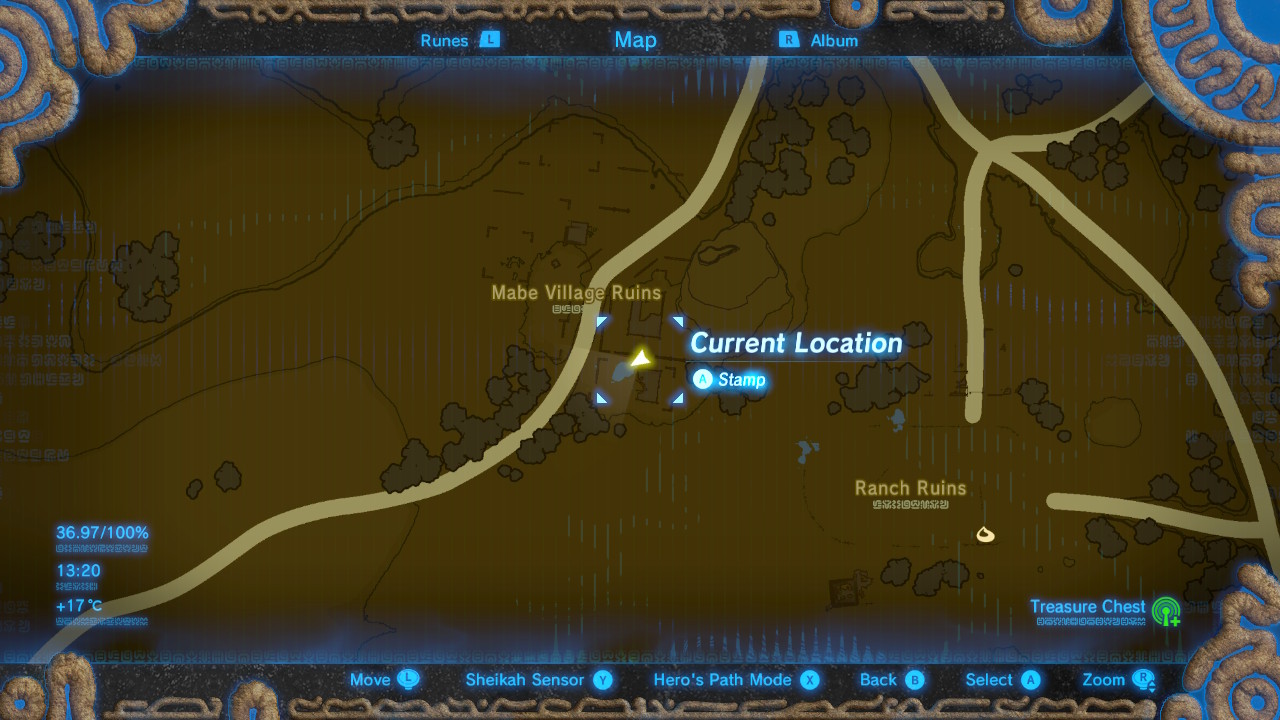 Runes L Map R Album
Mabe Village Ruins
Current Location
A Stamp
Ranch Ruins
36.97/100%
13:20
+17°C
Treasure Chest
Move L Sheikah Sensor Y Hero's Path Mode X Back B Select A Zoom R